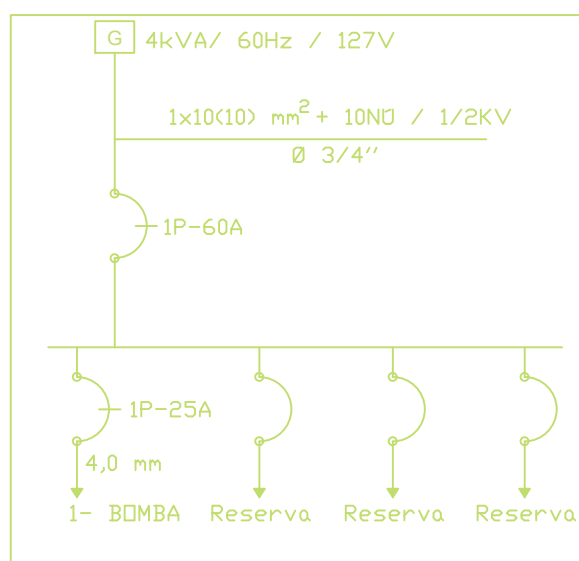 G 4kVA/ 60Hz / 127V
1x10(10) mm² + 10NÜ / 1/2KV
Ø 3/4''
1P-60A
1P-25A
4,0 mm
1- BOMBA Reserva Reserva Reserva